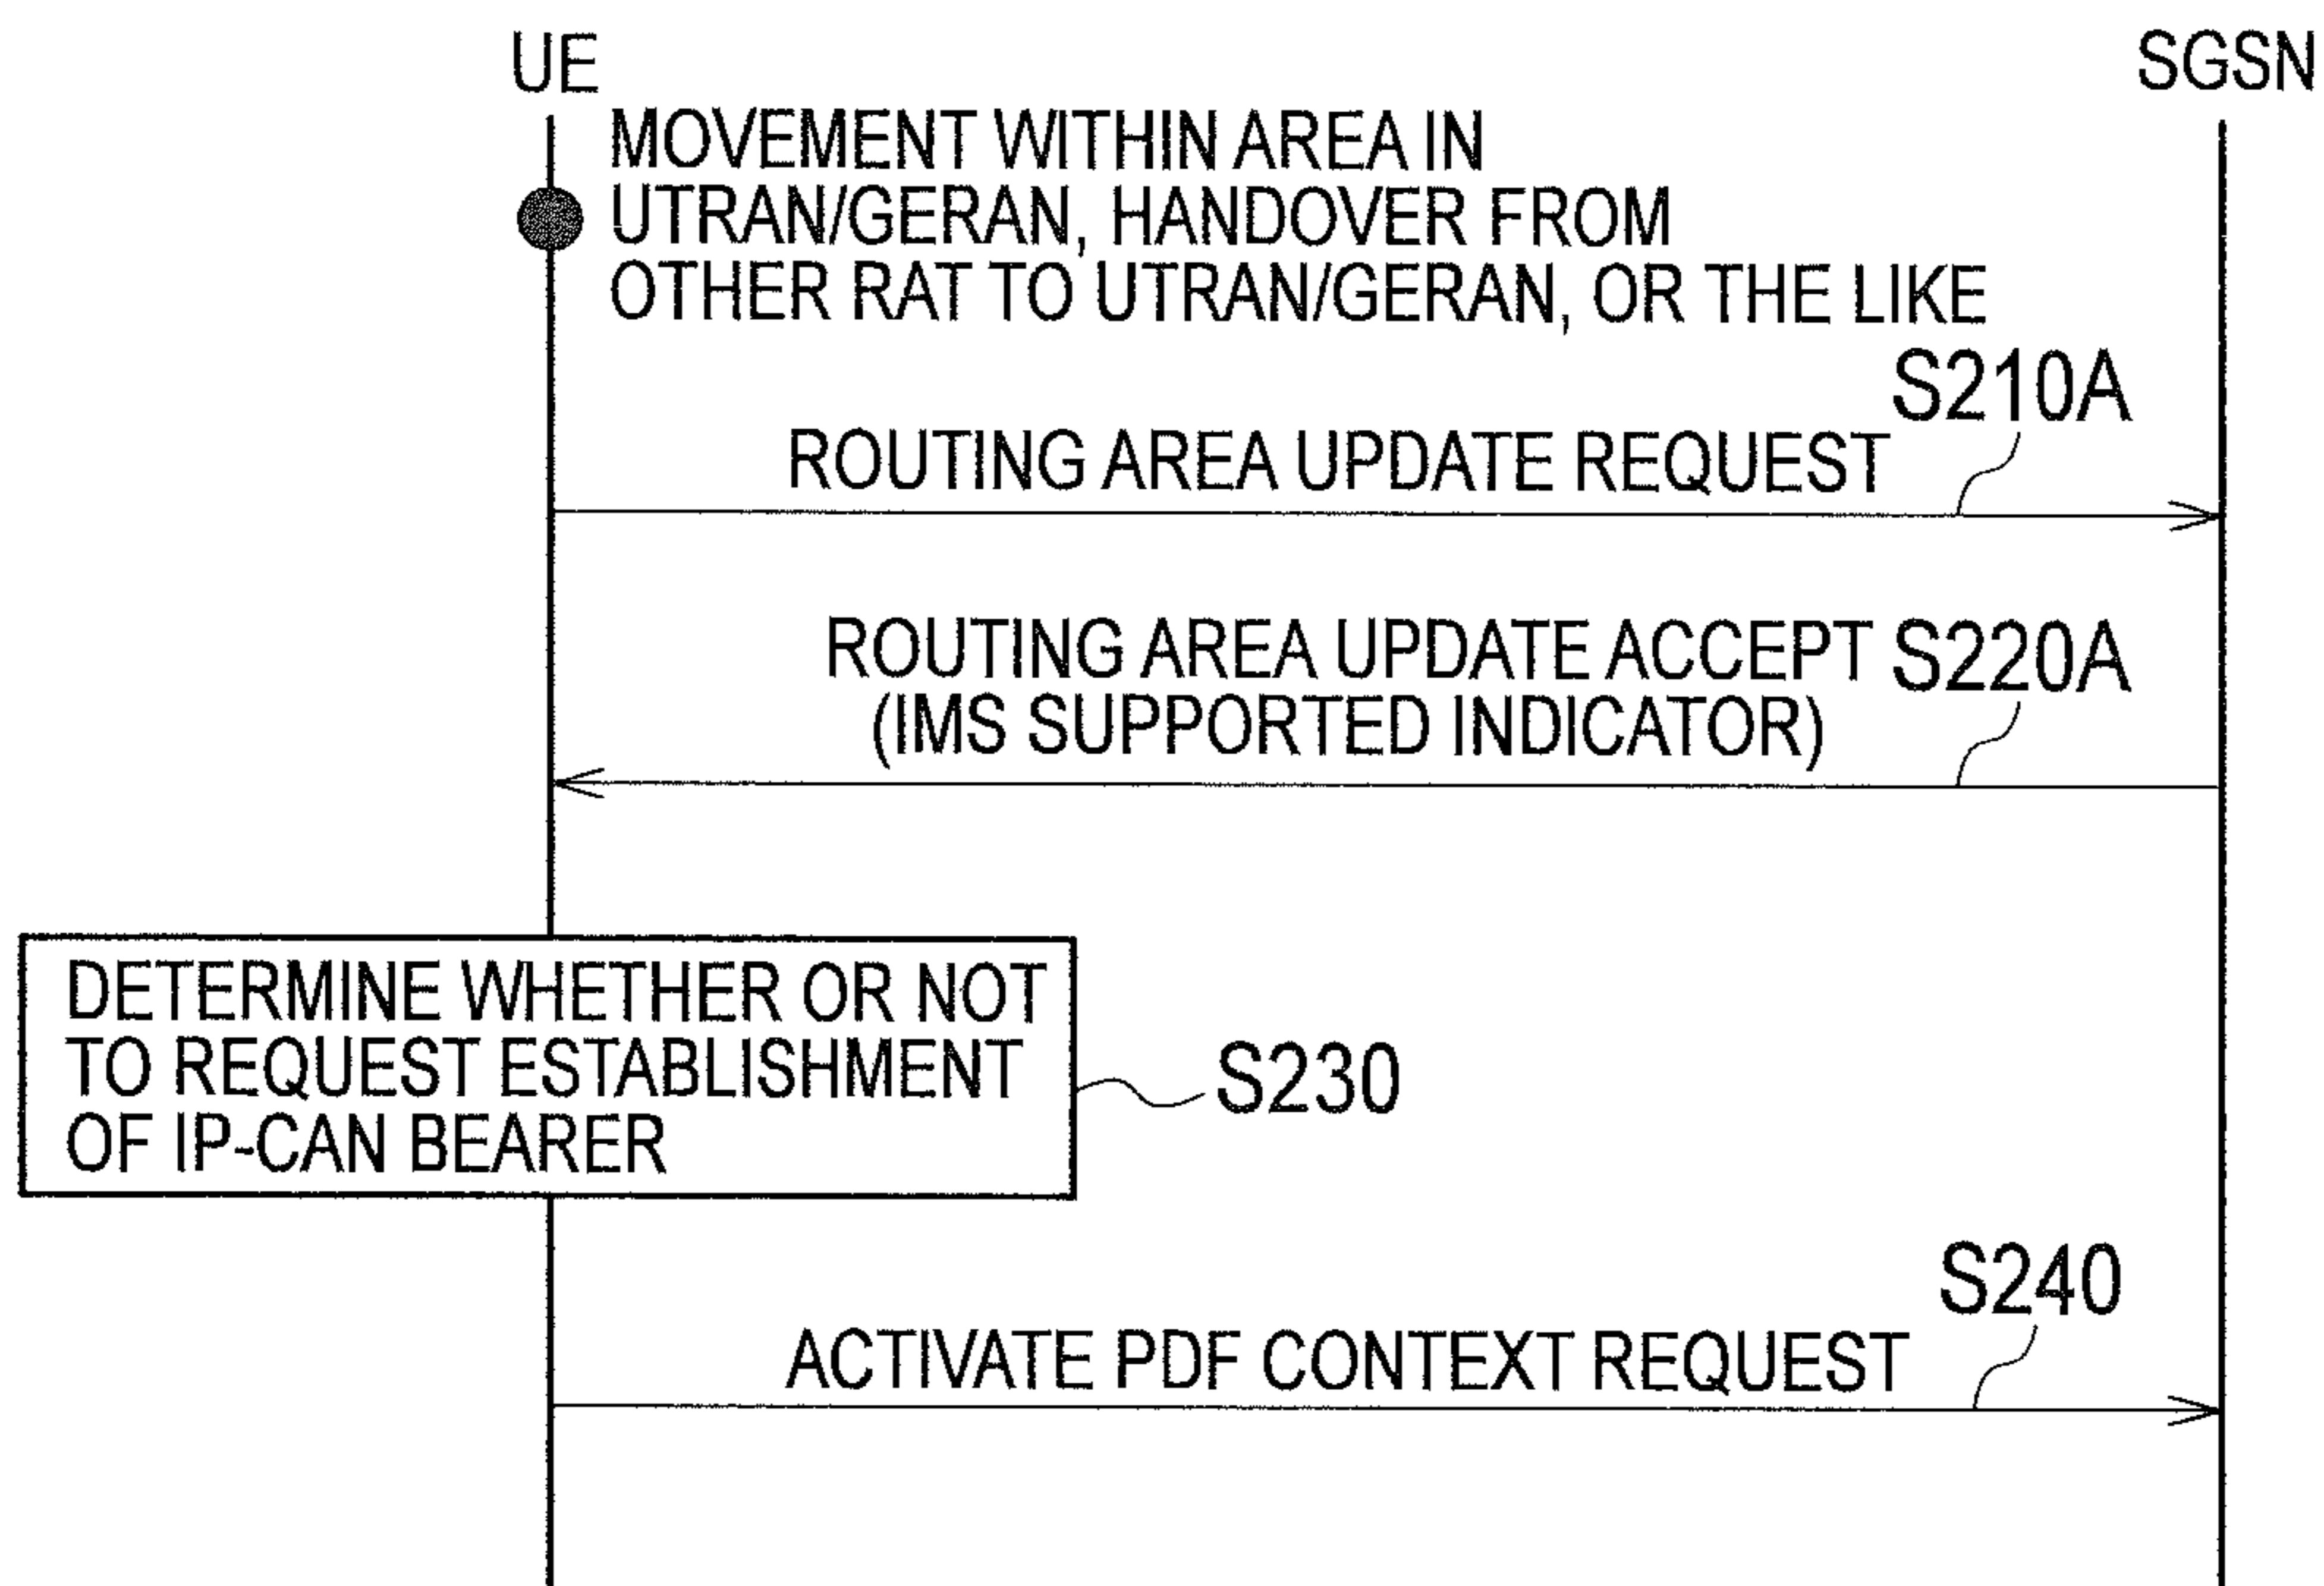 UE
SGSN
MOVEMENT WITHIN AREA IN
UTRAN/GERAN, HANDOVER FROM
OTHER RAT TO UTRAN/GERAN, OR THE LIKE
S210A
ROUTING AREA UPDATE REQUEST
ROUTING AREA UPDATE ACCEPT
(IMS SUPPORTED INDICATOR)
S220A
DETERMINE WHETHER OR NOT
TO REQUEST ESTABLISHMENT
OF IP-CAN BEARER
S230
S240
ACTIVATE PDF CONTEXT REQUEST